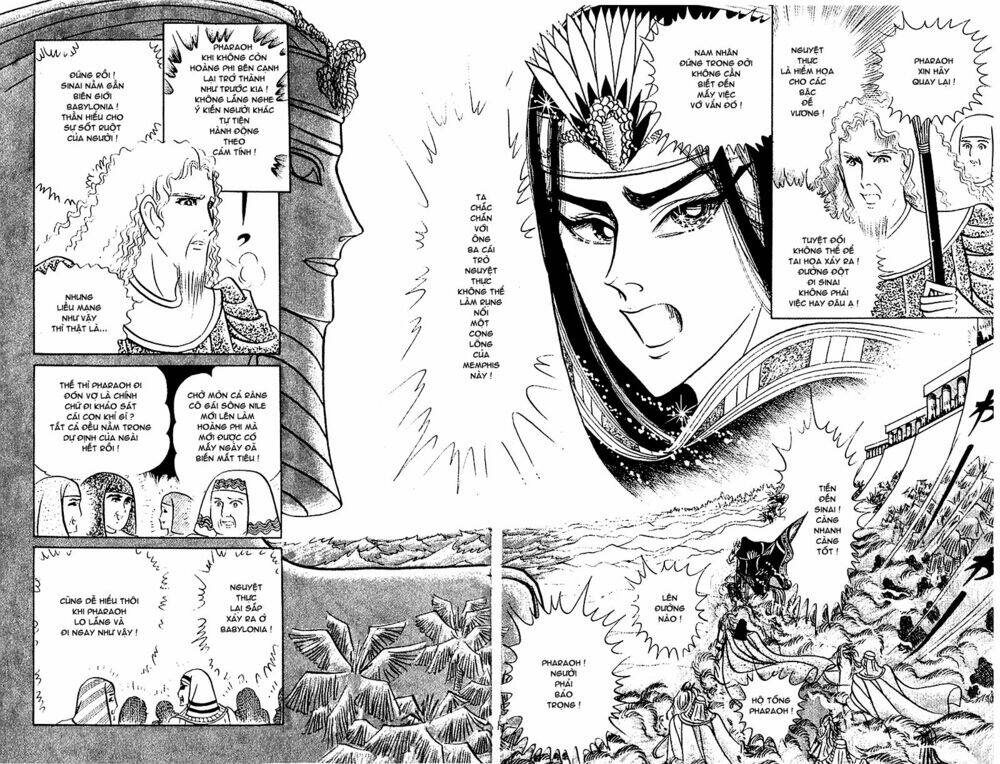 PHARAOH
XIN HÃY
QUAY LẠI !
NGUYỆT
THỰC
LÀ HIỂM HỌA
CHO CÁC
BẬC
ĐẾ
VƯƠNG !
TUYỆT ĐỐI
KHÔNG THỂ ĐỂ
TAI HỌA XẢY RA !
ĐƯỜNG ĐỘT
ĐI SINAI
KHÔNG PHẢI
VIỆC HAY ĐÂU Ạ !
NAM NHÂN
ĐỨNG TRONG ĐỜI
KHÔNG CẦN
BIẾT ĐẾN
MẤY VIỆC
VỚ VẨN ĐÓ !
TA
CHẮC
CHẮN
VỚI
ÔNG
BA CÁI
TRÒ
NGUYỆT
THỰC
KHÔNG THỂ
LÀM RỤNG
NỔI
MỘT
CỌNG
LÔNG
CỦA
MEMPHIS
NÀY !
TIẾN
ĐẾN
SINAI !
CÀNG
NHANH
CÀNG
TỐT !
LÊN
ĐƯỜNG
NÀO !
HỘ TỐNG
PHARAOH !
PHARAOH !
NGƯỜI
PHẢI
BẢO
TRỌNG !
PHARAOH
KHI KHÔNG CÒN
HOÀNG PHI BÊN CẠNH
LẠI TRỞ THÀNH
NHƯ TRƯỚC KIA !
KHÔNG LẮNG NGHE
Ý KIẾN NGƯỜI KHÁC
TỰ TIỆN
HÀNH ĐỘNG
THEO
CẢM TÍNH !
ĐÚNG RỒI !
SINAI NẰM GẦN
BIÊN GIỚI
BABYLONIA !
THẦN HIỂU CHO
SỰ SỐT RUỘT
CỦA NGƯỜI !
NHƯNG
LIỀU MẠNG
NHƯ VẬY
THÌ THẬT LÀ...
CHỚ MÔN CẢ RĂNG
CÔ GÁI SÔNG NILE
MỚI LÊN LÀM
HOÀNG PHI MÀ
MỚI ĐƯỢC CÓ
MẤY NGÀY ĐÃ
BIẾN MẤT TIÊU !
THẾ THÌ PHARAOH ĐI
ĐÓN VỢ LÀ CHÍNH
CHỨ ĐI KHẢO SÁT
CÁI CON KHỈ GÌ ?
TẤT CẢ ĐỀU NẰM TRONG
DỰ ĐỊNH CỦA NGÀI
HẾT RỒI !
NGUYỆT
THỰC
LẠI SẮP
XẢY RA Ở
BABYLONIA !
CŨNG DỄ HIỂU THÔI
KHI PHARAOH
LO LẮNG VÀ
ĐI NGAY NHƯ VẬY !